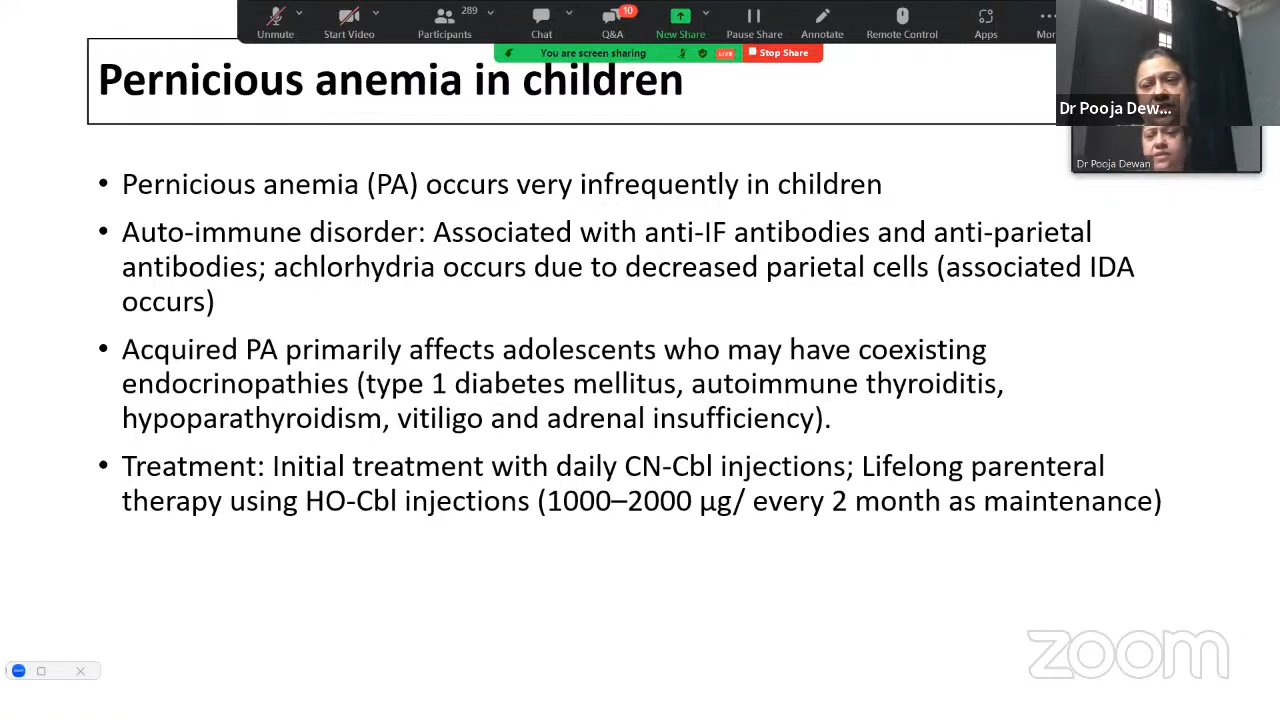 289
10
Unmute
Start Video
Participants
Chat
Q&A
New Share
Pause Share
Annotate
Remote Control
Apps
Mor
You are screen sharing
LIVE
Stop Share
Pernicious anemia in children
Dr Pooja Dew...
Dr Pooja Dewan
• Pernicious anemia (PA) occurs very infrequently in children
• Auto-immune disorder: Associated with anti-IF antibodies and anti-parietal
antibodies; achlorhydria occurs due to decreased parietal cells (associated IDA
occurs)
• Acquired PA primarily affects adolescents who may have coexisting
endocrinopathies (type 1 diabetes mellitus, autoimmune thyroiditis,
hypoparathyroidism, vitiligo and adrenal insufficiency).
• Treatment: Initial treatment with daily CN-Cbl injections; Lifelong parenteral
therapy using HO-Cbl injections (1000–2000 µg/ every 2 month as maintenance)
zoom